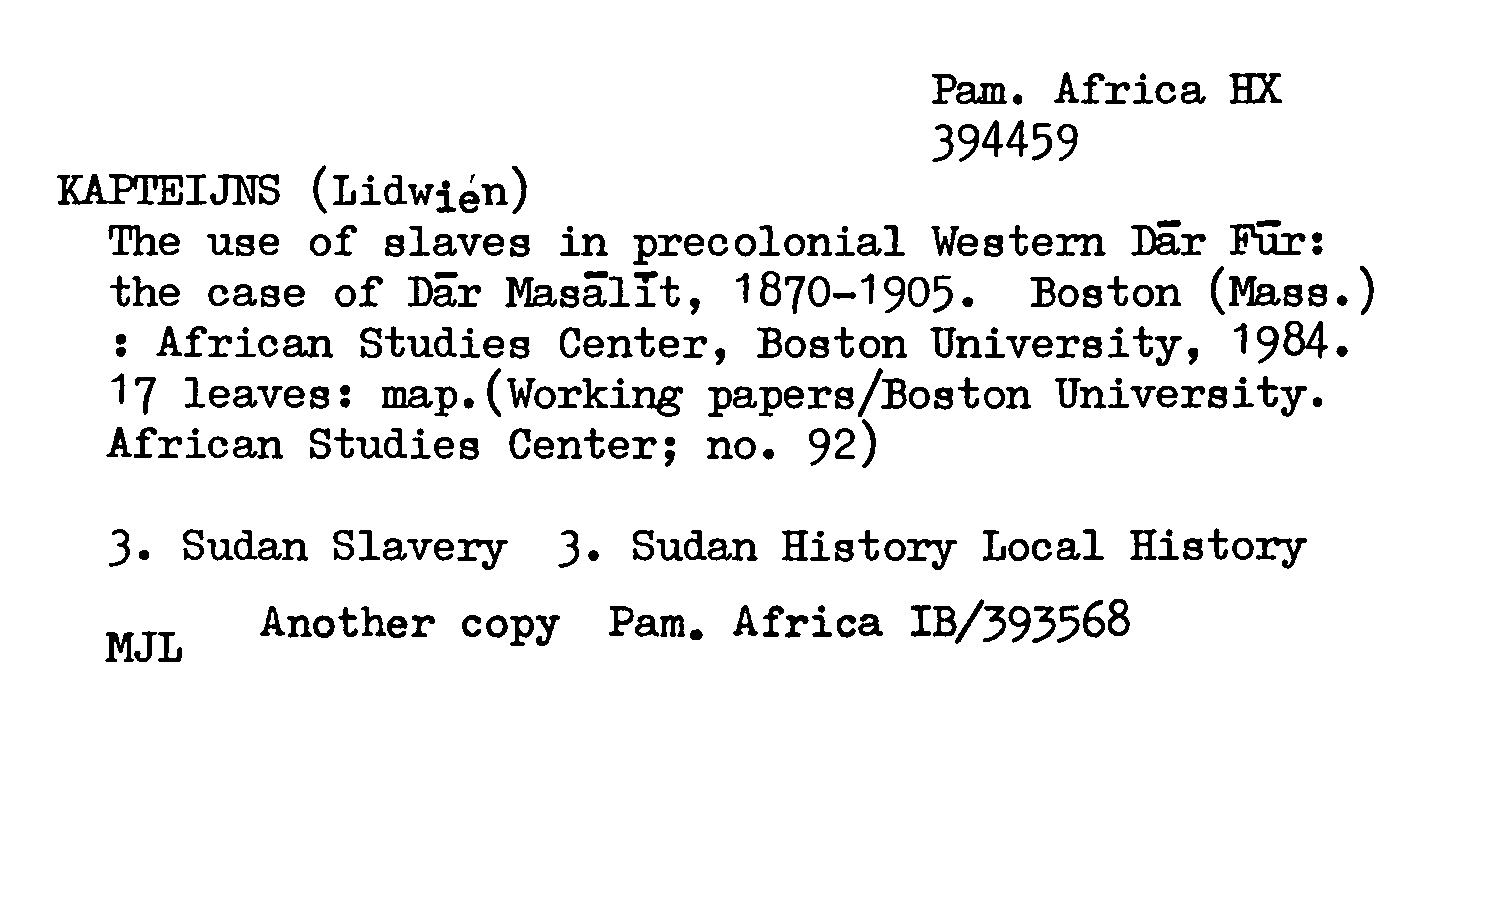 Pam. Africa HX
394459
KAPTEIJNS (Lidwién)
The use of slaves in precolonial Western Dār Fūr:
the case of Dār Masālīt, 1870-1905. Boston (Mass.)
: African Studies Center, Boston University, 1984.
17 leaves: map.(Working papers/Boston University.
African Studies Center; no. 92)
3. Sudan Slavery 3. Sudan History Local History
Another copy Pam. Africa IB/393568
MJL